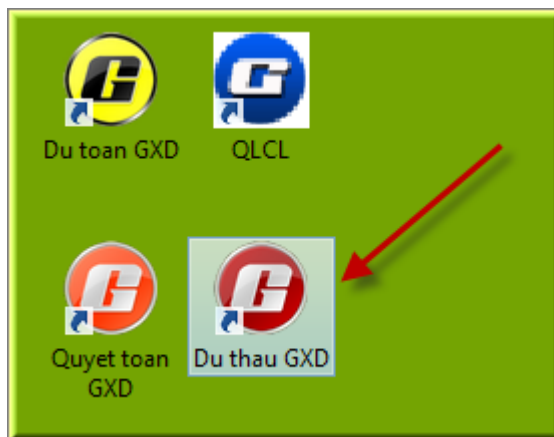 G
G
Du toan GXD
QLCL
G
G
Quyet toan
GXD
Du thau GXD